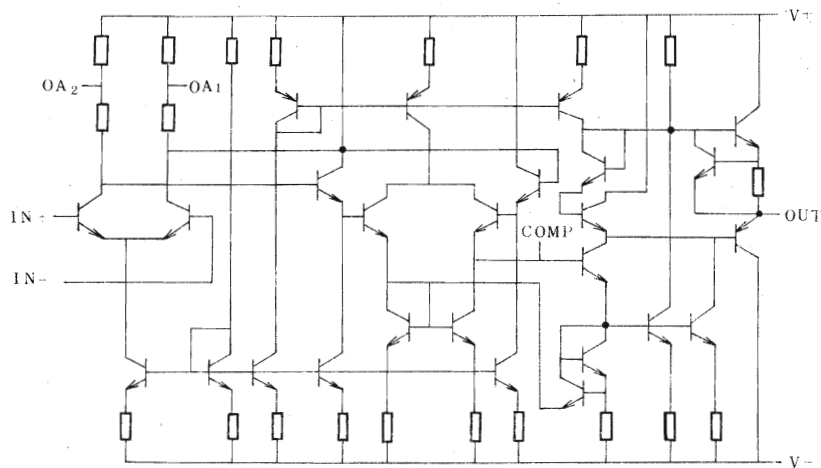 V+
OA₂
OA₁
IN+
OUT
COMP
IN-
V-